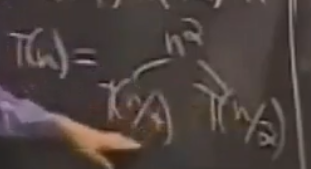 n²
T(n) =
T(n/4) T(n/2)